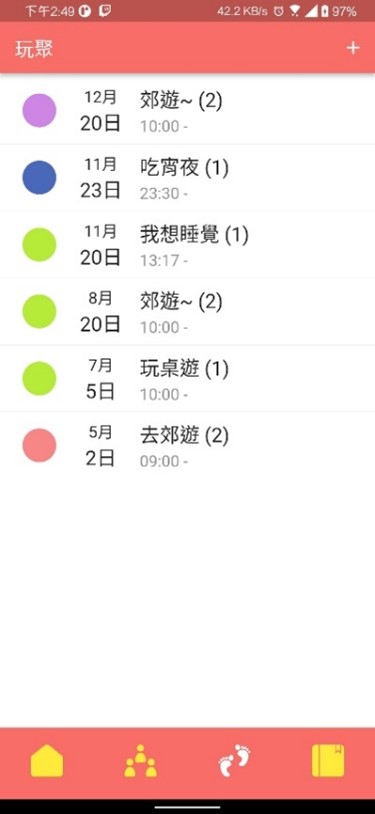 下午2:49 42.2 KB/s 97%
玩聚 +
12月
20日
郊遊~ (2)
10:00 -
11月
23日
吃宵夜 (1)
23:30 -
11月
20日
我想睡覺 (1)
13:17 -
8月
20日
郊遊~ (2)
10:00 -
7月
5日
玩桌遊 (1)
10:00 -
5月
2日
去郊遊 (2)
09:00 -